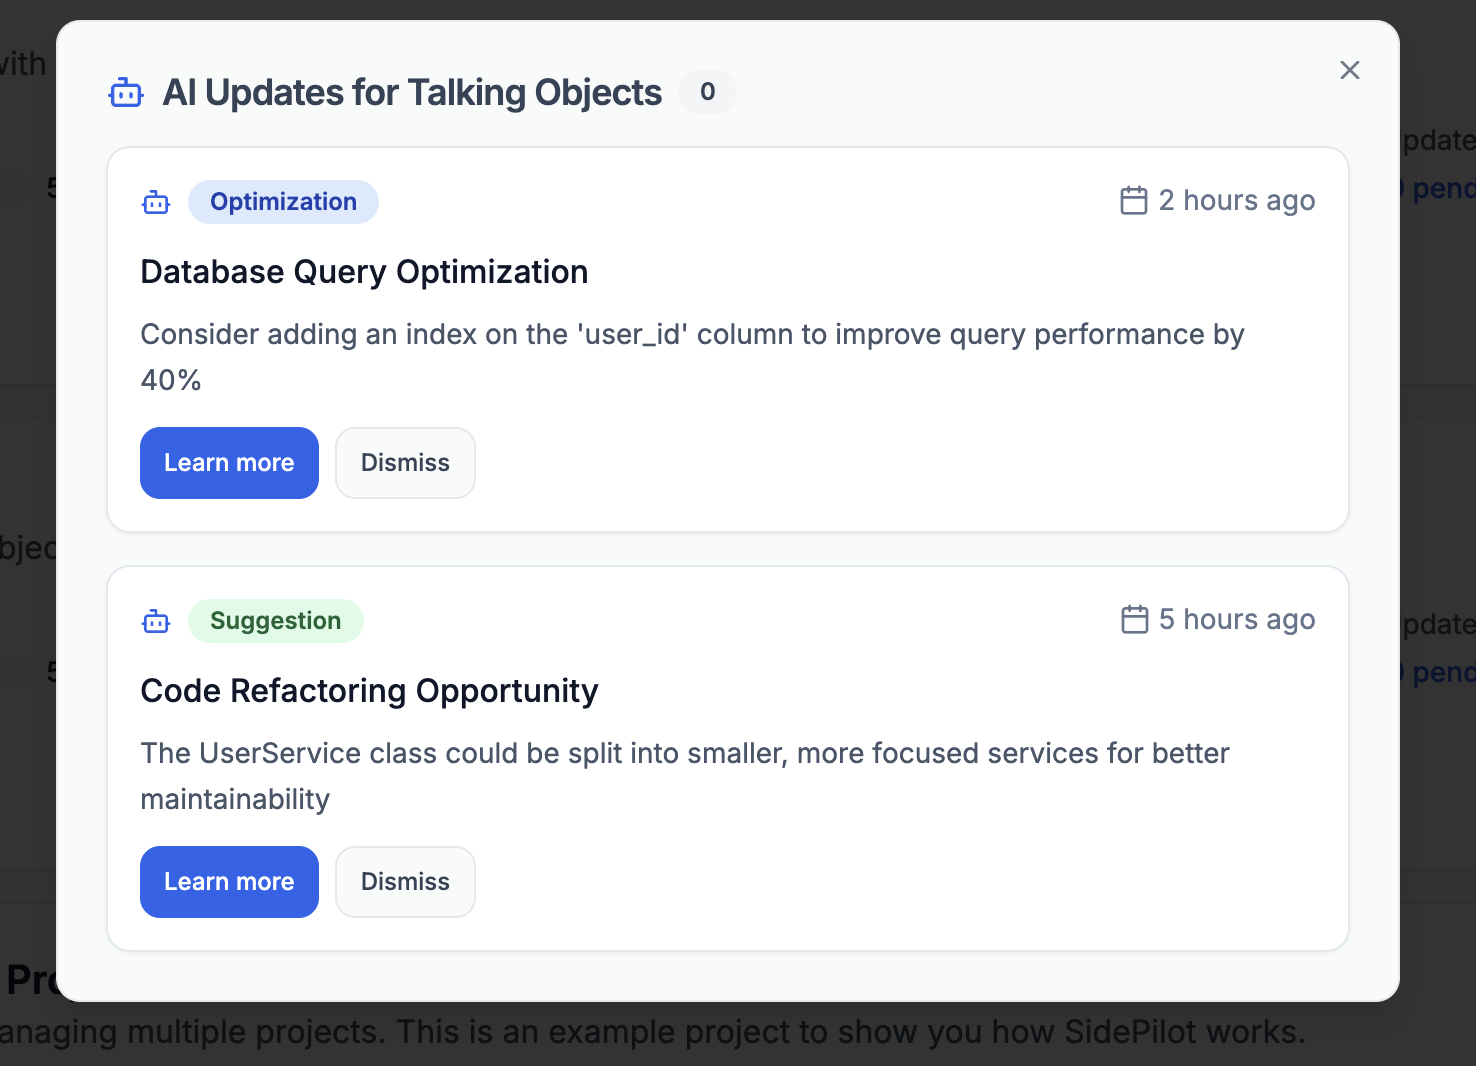 with
AI Updates for Talking Objects 0
pdate
5
pend
Optimization
2 hours ago
Database Query Optimization
Consider adding an index on the 'user_id' column to improve query performance by
40%
Learn more
Dismiss
bjec
Suggestion
5 hours ago
pdate
5
pend
Code Refactoring Opportunity
The UserService class could be split into smaller, more focused services for better
maintainability
Learn more
Dismiss
Pro
anaging multiple projects. This is an example project to show you how SidePilot works.